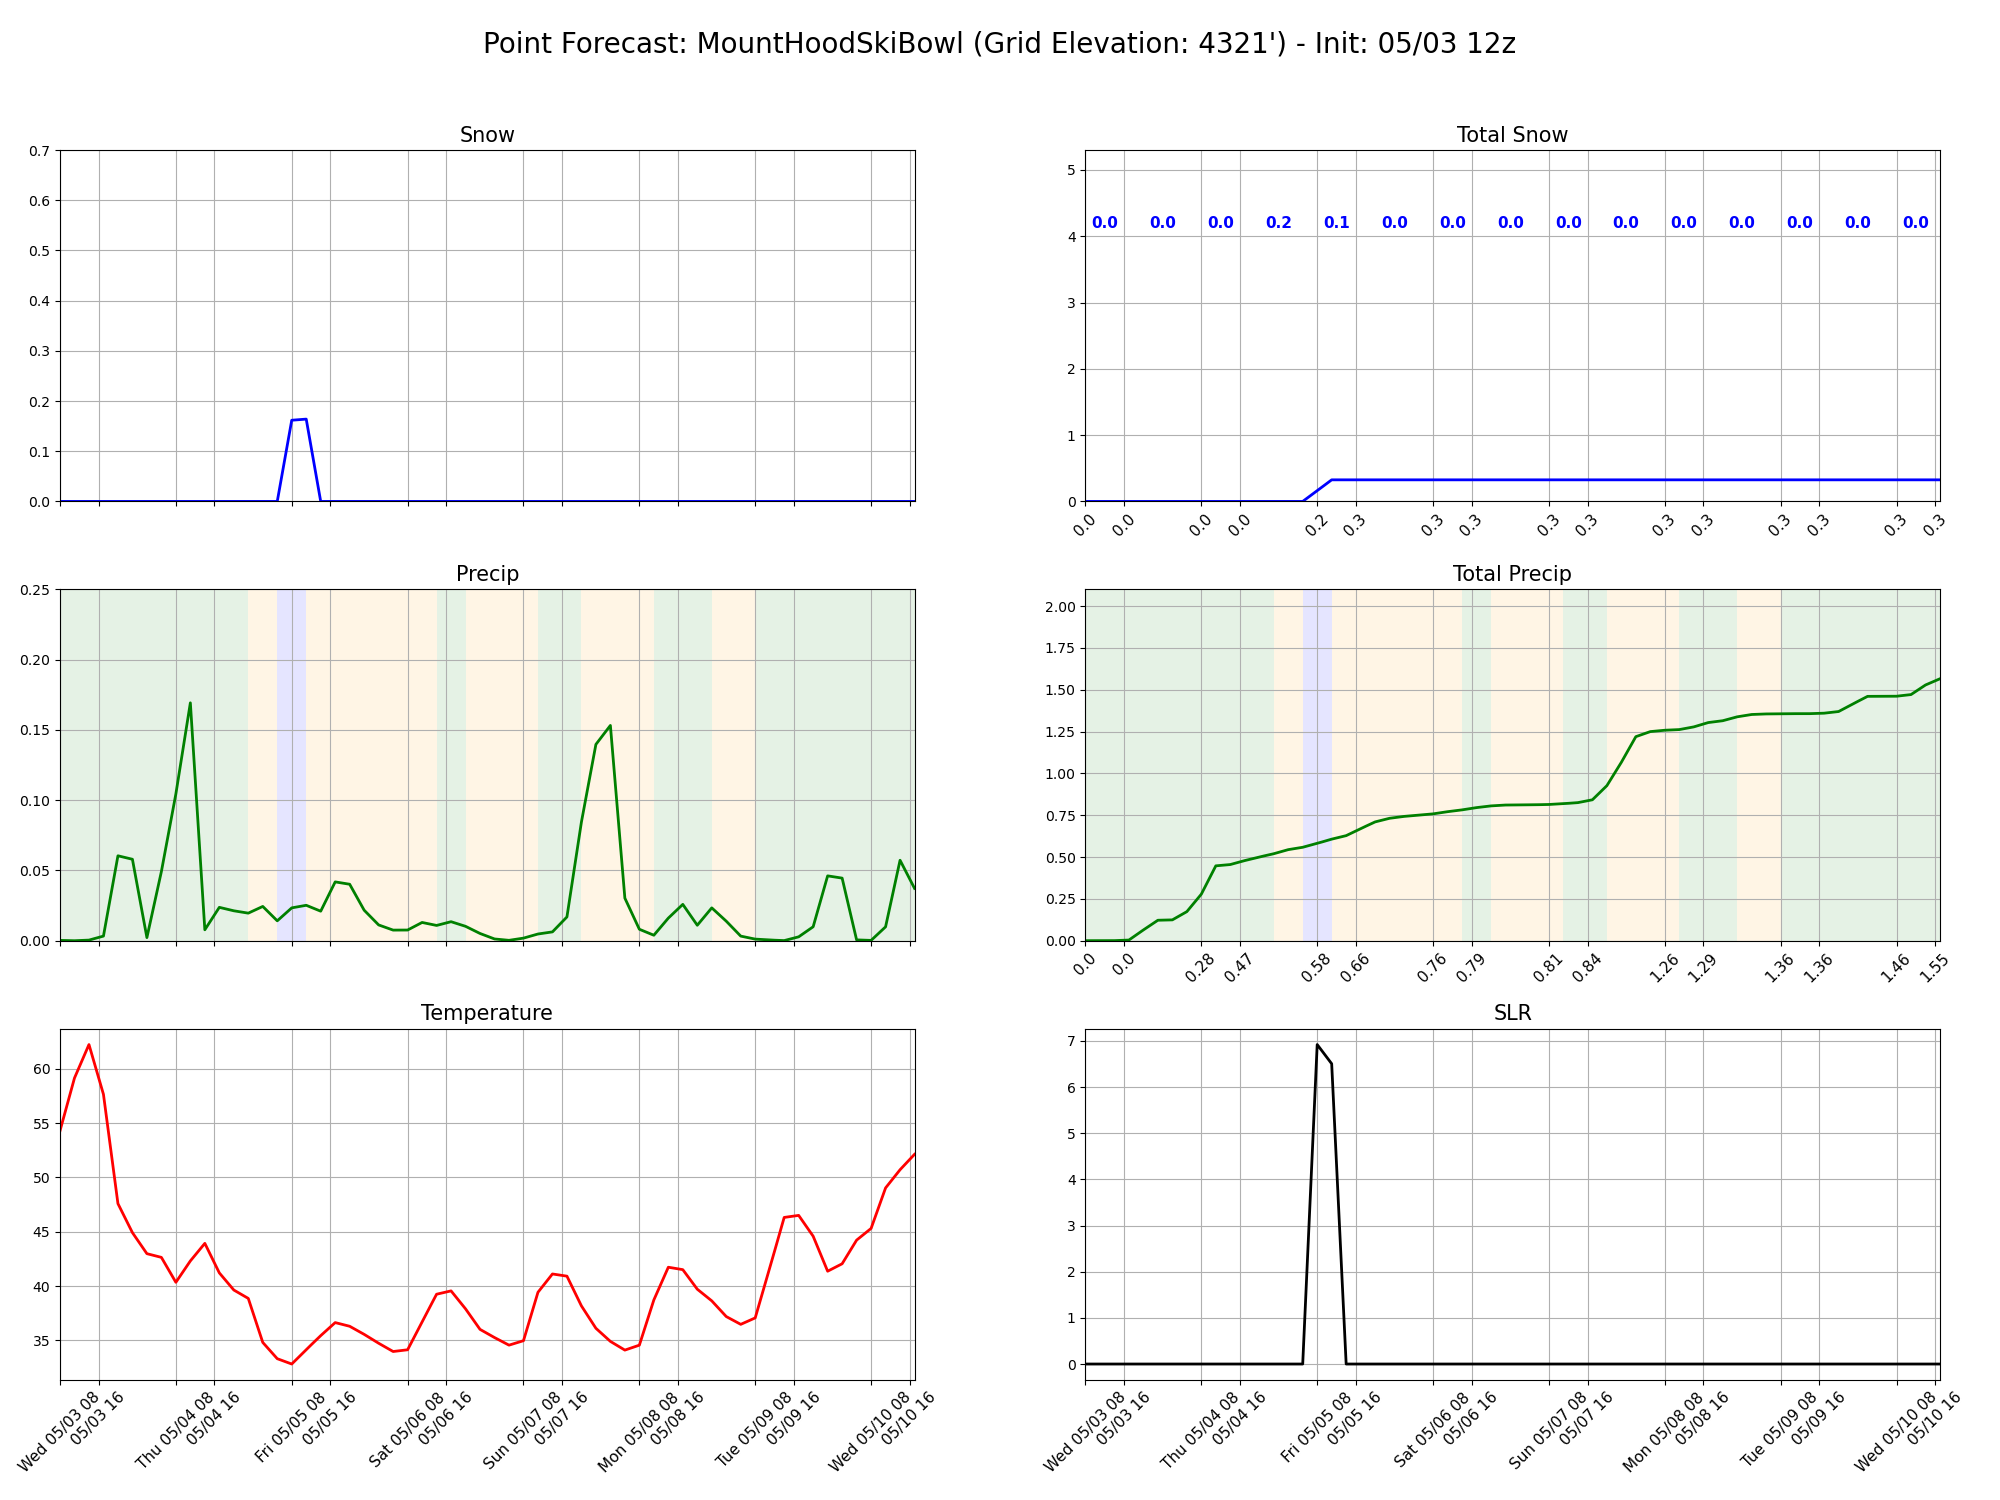 Point Forecast: MountHoodSkiBowl (Grid Elevation: 4321') - Init: 05/03 12z
Snow
0.7
0.6
0.5
0.4
0.3
0.2
0.1
0.0
Total Snow
5
4
3
2
1
0
0.0 0.0 0.0 0.2 0.1 0.0 0.0 0.0 0.0 0.0 0.0 0.0 0.0 0.0 0.0
0.0 0.0 0.0 0.0 0.2 0.3 0.3 0.3 0.3 0.3 0.3 0.3 0.3 0.3 0.3 0.3
Precip
0.25
0.20
0.15
0.10
0.05
0.00
Total Precip
2.00
1.75
1.50
1.25
1.00
0.75
0.50
0.25
0.00
0.0 0.0 0.28 0.47 0.58 0.66 0.76 0.79 0.81 0.84 1.26 1.29 1.36 1.36 1.46 1.55
Temperature
60
55
50
45
40
35
Wed 05/03 08
05/03 16
Thu 05/04 08
05/04 16
Fri 05/05 08
05/05 16
Sat 05/06 08
05/06 16
Sun 05/07 08
05/07 16
Mon 05/08 08
05/08 16
Tue 05/09 08
05/09 16
Wed 05/10 08
05/10 16
SLR
7
6
5
4
3
2
1
0
Wed 05/03 08
05/03 16
Thu 05/04 08
05/04 16
Fri 05/05 08
05/05 16
Sat 05/06 08
05/06 16
Sun 05/07 08
05/07 16
Mon 05/08 08
05/08 16
Tue 05/09 08
05/09 16
Wed 05/10 08
05/10 16